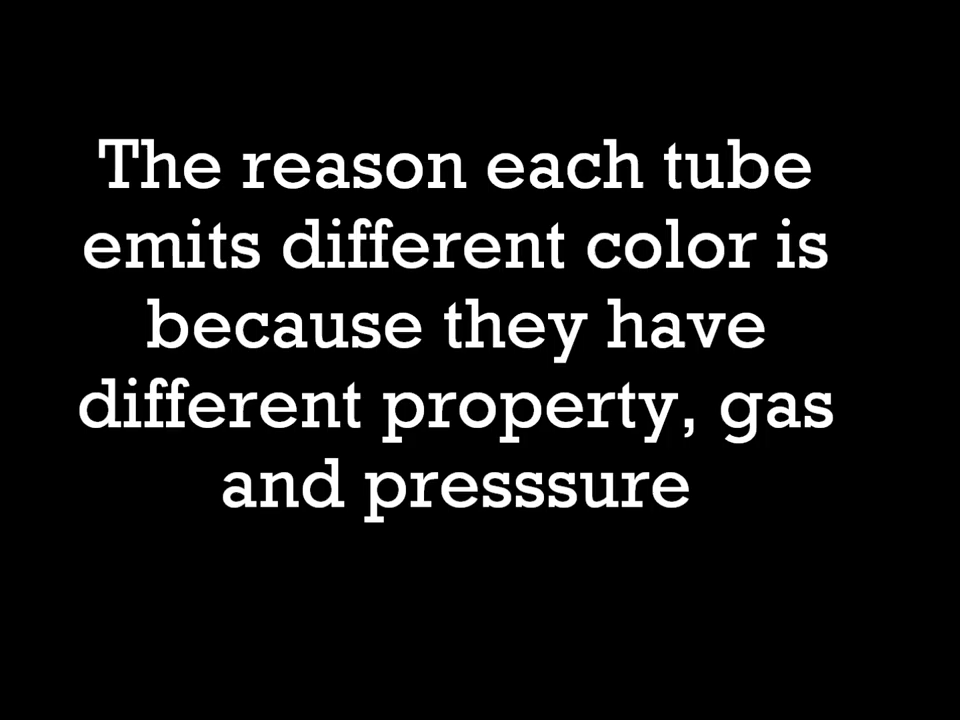 The reason each tube
emits different color is
because they have
different property, gas
and presssure